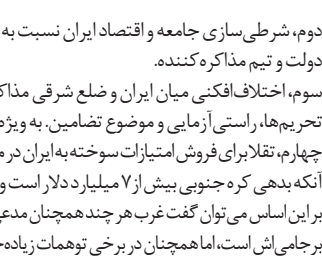 دوم، شرطی‌سازی جامعه و اقتصاد ایران نسبت به
دولت و تیم مذاکره‌کننده.
سوم، اختلاف‌افکنی میان ایران و ضلع شرقی
تحریم‌ها، راستی‌آزمایی و موضوع تضامین. به ویژه
چهارم، تقلا برای فروش امتیازات سوخته به ایران در
آنکه بدهی کره جنوبی بیش از ۷ میلیارد دلار است و
بر این اساس می‌توان گفت غرب هر چند همچنان
برجامی‌اش است، اما همچنان در برخی توهمات